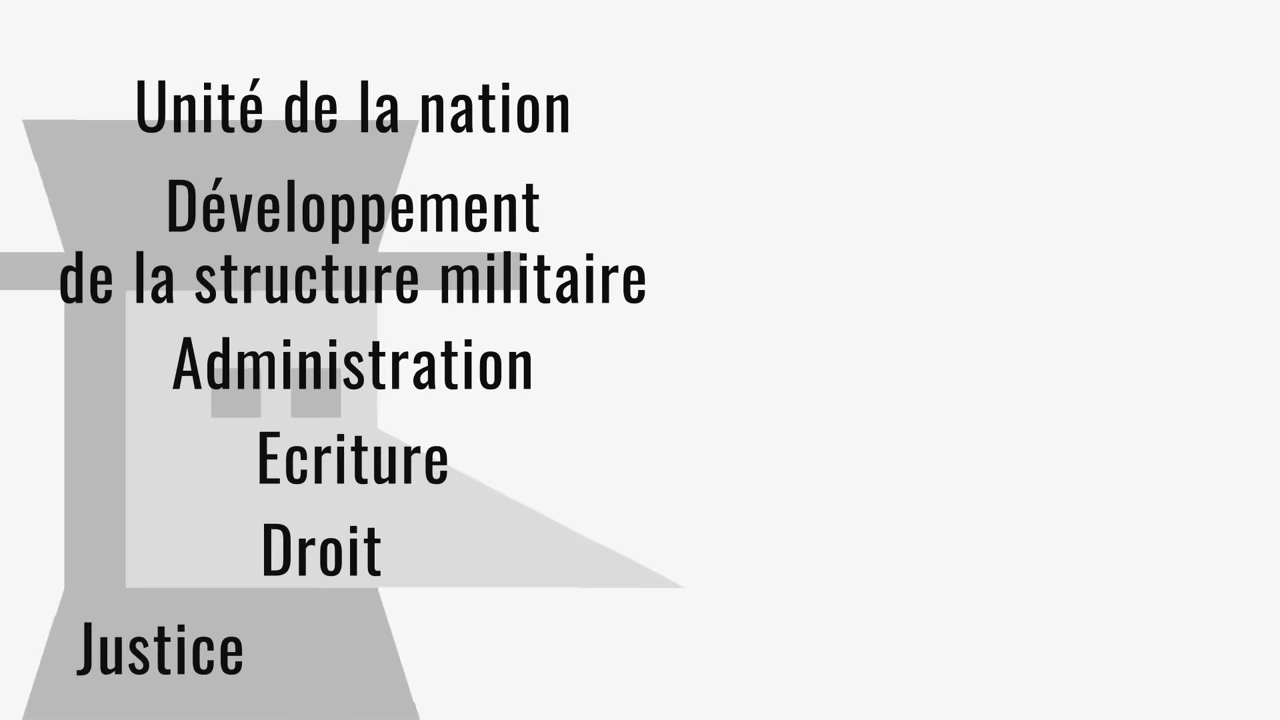 Unité de la nation
Développement
de la structure militaire
Administration
Ecriture
Droit
Justice